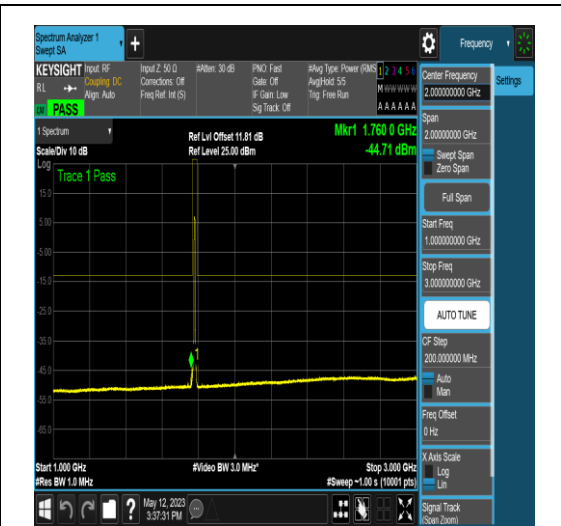 Spectrum Analyzer 1
Swept SA
Frequency
KEYSIGHT
RL
Input: RF
Coupling: DC
Align: Auto
Input Z: 50 Ω
Corrections: Off
Freq Ref: Int (S)
#Atten: 30 dB
PNO: Fast
Gate: Off
IF Gain: Low
Sig Track: Off
#Avg Type: Power (RMS
Avg|Hold: 5/5
Trig: Free Run
1 2 3 4 5 6
M W W W W W
A A A A A A
PASS
1 Spectrum
Scale/Div 10 dB
Ref Lvl Offset 11.81 dB
Ref Level 25.00 dBm
Mkr1 1.760 0 GHz
-44.71 dBm
Log
Trace 1 Pass
15.0
5.00
-5.00
-15.0
-25.0
-35.0
-45.0
-55.0
-65.0
1
Start 1.000 GHz
#Res BW 1.0 MHz
#Video BW 3.0 MHz*
Stop 3.000 GHz
#Sweep ~1.00 s (10001 pts)
May 12, 2023
3:37:31 PM
?
Center Frequency
2.000000000 GHz
Settings
Span
2.00000000 GHz
Swept Span
Zero Span
Full Span
Start Freq
1.000000000 GHz
Stop Freq
3.000000000 GHz
AUTO TUNE
CF Step
200.000000 MHz
Auto
Man
Freq Offset
0 Hz
X Axis Scale
Log
Lin
Signal Track
(Span Zoom)